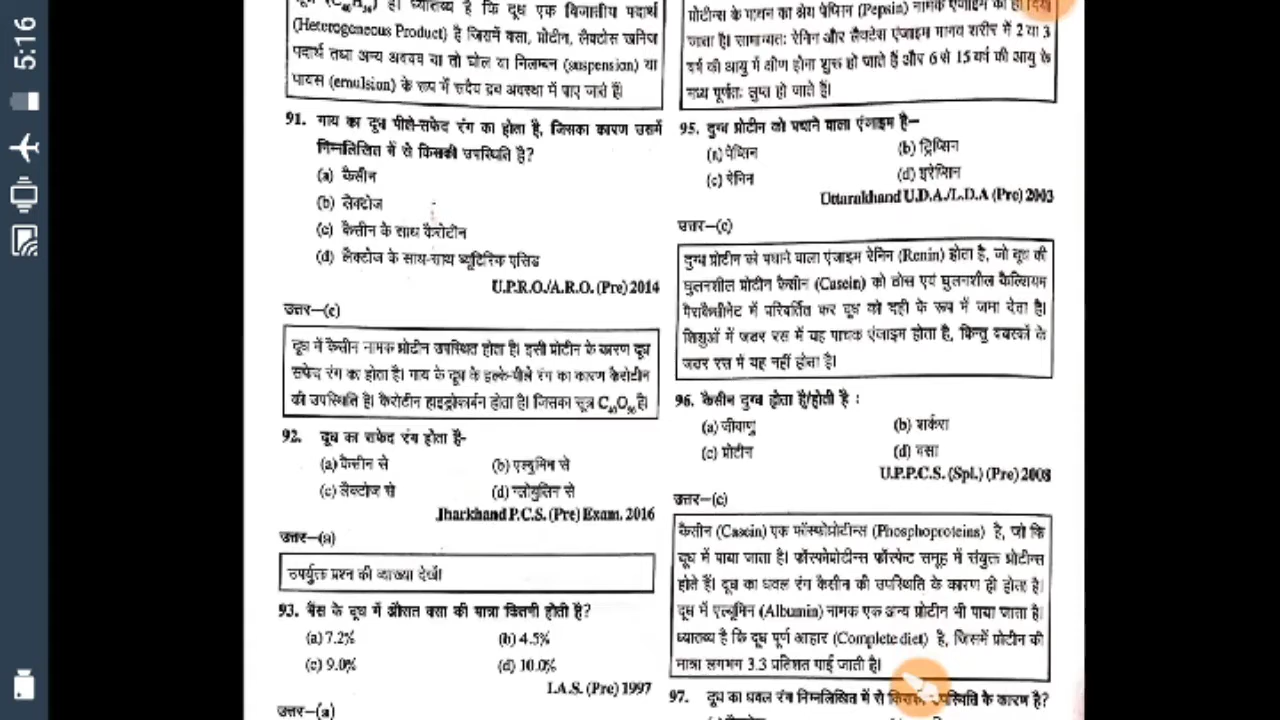 5:16
(Heterogeneous Product) है जिसमें वसा, प्रोटीन, लैक्टोस खनिज
पदार्थ तथा अन्य अवयव या तो घोल या निलम्बन (suspension) या
पायस (emulsion) के रूप में सदैव द्रव अवस्था में पाए जाते हैं।
91. गाय का दूध पीले-सफेद रंग का होता है, जिसका कारण उसमें
निम्नलिखित में से किसकी उपस्थिति है?
(a) कैसीन
(b) लेक्टोज
(c) कैसीन के साथ कैरोटीन
(d) लैक्टोज के साथ-साथ ब्यूटिरिक एसिड
U.P.R.O./A.R.O. (Pre) 2014
उत्तर–(c)
दूध में कैसीन नामक प्रोटीन उपस्थित होता है। इसी प्रोटीन के कारण दूध
सफेद रंग का होता है। गाय के दूध के हल्के-पीले रंग का कारण कैरोटीन
की उपस्थिति है। कैरोटीन हाइड्रोकार्बन होता है। जिसका सूत्र C₄₀O₅₆ है।
92. दूध का सफेद रंग होता है-
(a) कैसीन से
(b) एल्बुमिन से
(c) लैक्टोज से
(d) ग्लोबुलिन से
Jharkhand P.C.S. (Pre) Exam. 2016
उत्तर–(a)
उपर्युक्त प्रश्न की व्याख्या देखें।
93. भैंस के दूध में औसत वसा की मात्रा कितनी होती है?
(a) 7.2%
(b) 4.5%
(c) 9.0%
(d) 10.0%
I.A.S. (Pre) 1997
उत्तर–(a)
प्रोटीन्स के पाचन का श्रेय पेप्सिन (Pepsin) नामक एंजाइम को ही दिया
जाता है। सामान्यतः रेनिन और लैक्टेस एंजाइम मानव शरीर में 2 या 3
वर्ष की आयु में क्षीण होना शुरू हो जाते हैं और 6 से 15 वर्ष की आयु के
मध्य पूर्णतः लुप्त हो जाते हैं।
95. दुग्ध प्रोटीन को पचाने वाला एंजाइम है–
(a) पेप्सिन
(b) ट्रिप्सिन
(c) रेनिन
(d) इरेप्सिन
Uttarakhand U.D.A./L.D.A (Pre) 2003
उत्तर–(c)
दुग्ध प्रोटीन को पचाने वाला एंजाइम रेनिन (Renin) होता है, जो दूध की
घुलनशील प्रोटीन कैसीन (Casein) को ठोस एवं घुलनशील कैल्शियम
पैराकैसीनेट में परिवर्तित कर दूध को दही के रूप में जमा देता है।
शिशुओं में जठर रस में यह पाचक एंजाइम होता है, किन्तु वयस्कों के
जठर रस में यह नहीं होता है।
96. कैसीन दुग्ध होता है/होती है :
(a) जीवाणु
(b) शर्करा
(c) प्रोटीन
(d) वसा
U.P.P.C.S. (Spl.) (Pre) 2008
उत्तर–(c)
कैसीन (Casein) एक फॉस्फोप्रोटीन्स (Phosphoproteins) है, जो कि
दूध में पाया जाता है। फॉस्फोप्रोटीन्स फॉस्फेट समूह में संयुक्त प्रोटीन्स
होते हैं। दूध का धवल रंग कैसीन की उपस्थिति के कारण ही होता है।
दूध में एल्बूमिन (Albumin) नामक एक अन्य प्रोटीन भी पाया जाता है।
ध्यातव्य है कि दूध पूर्ण आहार (Complete diet) है, जिसमें प्रोटीन की
मात्रा लगभग 3.3 प्रतिशत पाई जाती है।
97. दूध का धवल रंग निम्नलिखित में से उपस्थिति के कारण है?